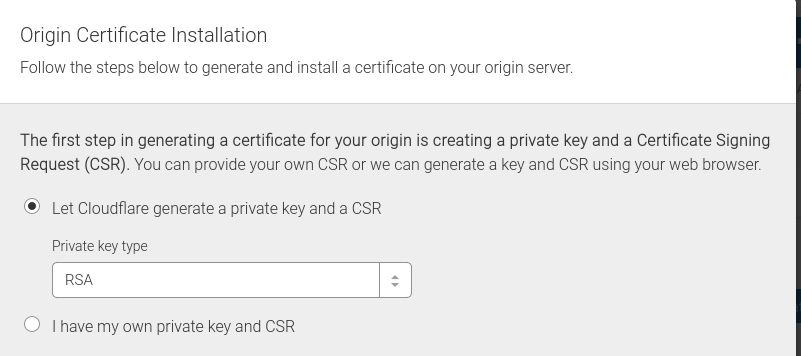 Origin Certificate Installation
Follow the steps below to generate and install a certificate on your origin server.
The first step in generating a certificate for your origin is creating a private key and a Certificate Signing
Request (CSR). You can provide your own CSR or we can generate a key and CSR using your web browser.
Let Cloudflare generate a private key and a CSR
Private key type
RSA
I have my own private key and CSR